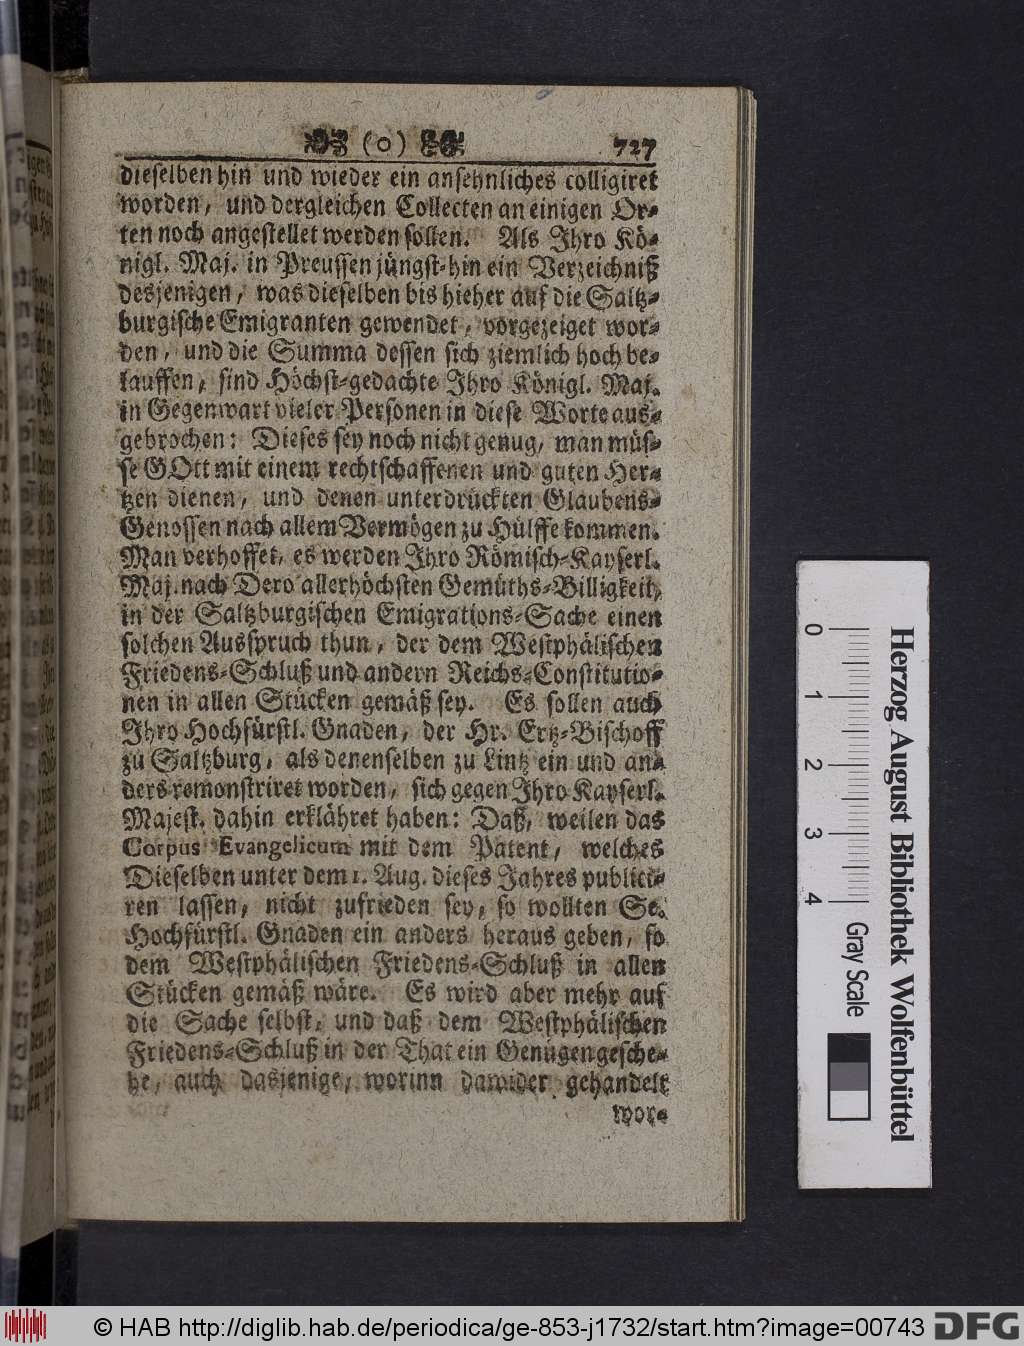 (o) 727
dieselben hin und wieder ein ansehnliches colligiret
worden, und dergleichen Collecten an einigen Or-
ten noch angestellet werden sollen. Als Ihro Kö-
nigl. Maj. in Preussen jüngst-hin ein Verzeichniß
desjenigen, was dieselben bis hieher auf die Saltz-
burgische Emigranten gewendet, vorgezeiget wor-
den, und die Summa dessen sich ziemlich hoch be-
lauffen, sind Höchst-gedachte Ihro Königl. Maj.
in Gegenwart vieler Personen in diese Worte aus-
gebrochen: Dieses sey noch nicht genug, man müs-
se GOtt mit einem rechtschaffenen und guten Her-
tzen dienen, und denen unterdrückten Glaubens-
Genossen nach allem Vermögen zu Hülffe kommen.
Man verhoffet, es werden Ihro Römisch-Kayserl.
Maj. nach Dero allerhöchsten Gemüths-Billigkeit,
in der Saltzburgischen Emigrations-Sache einen
solchen Ausspruch thun, der dem Westphälischen
Friedens-Schluß und andern Reichs-Constitutio-
nen in allen Stücken gemäß sey. Es sollen auch
Ihro Hochfürstl. Gnaden, der Hr. Ertz-Bischoff
zu Saltzburg, als denenselben zu Lintz ein und an-
ders remonstriret worden, sich gegen Ihro Kayserl.
Majest. dahin erklähret haben: Daß, weilen das
Corpus Evangelicum mit dem Patent, welches
Dieselben unter dem 1. Aug. dieses Jahres publici-
ren lassen, nicht zufrieden sey, so wollten Se.
Hochfürstl. Gnaden ein anders heraus geben, so
dem Westphälischen Friedens-Schluß in allen
Stücken gemäß wäre. Es wird aber mehr auf
die Sache selbst, und daß dem Westphälischen
Friedens-Schluß in der That ein Genügen gesche-
he, auch dasjenige, worinn dawider gehandelt
wor-
0 1 2 3 4
Herzog August Bibliothek Wolfenbüttel
Gray Scale
© HAB http://diglib.hab.de/periodica/ge-853-j1732/start.htm?image=00743
DFG